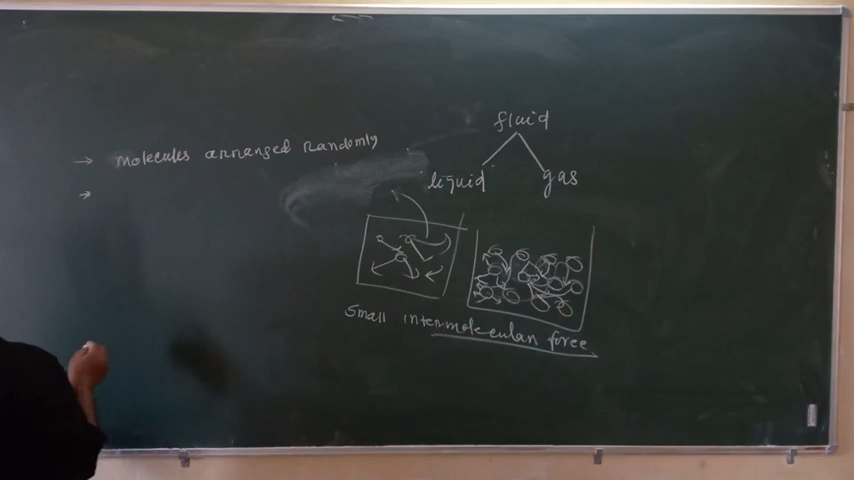 → molecules arranged randomly
→
fluid
liquid gas
small intermolecular force